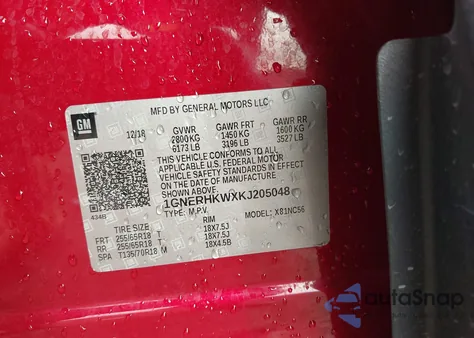 MFD BY GENERAL MOTORS LLC
GM
12/18 GVWR GAWR FRT GAWR RR
2800 KG 1450 KG 1600 KG
6173 LB 3196 LB 3527 LB
THIS VEHICLE CONFORMS TO ALL
APPLICABLE U.S. FEDERAL MOTOR
VEHICLE SAFETY STANDARDS IN EFFECT
ON THE DATE OF MANUFACTURE SHOWN ABOVE.
1GNERHKWXKJ205048
TYPE: M.P.V. MODEL: X81NC56
4348
TIRE SIZE RIM
FRT 255/65R18 T 18X7.5J
RR 255/65R18 T 18X7.5J
SPA T135/70R18 M 18X4.5B
autoSnap